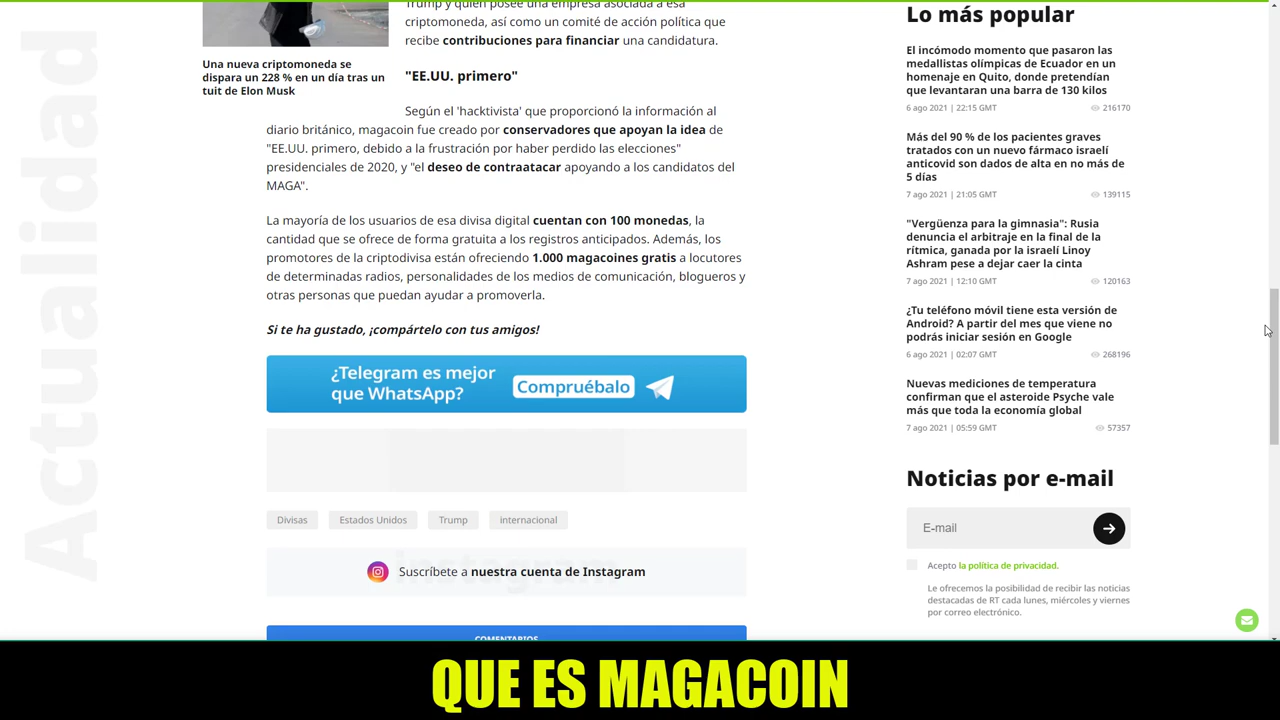 Actualidad
Trump y quien posee una empresa asociada a esa
criptomoneda, así como un comité de acción política que
recibe contribuciones para financiar una candidatura.
Una nueva criptomoneda se
dispara un 228 % en un día tras un
tuit de Elon Musk
"EE.UU. primero"
Según el 'hacktivista' que proporcionó la información al
diario británico, magacoin fue creado por conservadores que apoyan la idea de
"EE.UU. primero, debido a la frustración por haber perdido las elecciones"
presidenciales de 2020, y "el deseo de contraatacar apoyando a los candidatos del
MAGA".
La mayoría de los usuarios de esa divisa digital cuentan con 100 monedas, la
cantidad que se ofrece de forma gratuita a los registros anticipados. Además, los
promotores de la criptodivisa están ofreciendo 1.000 magacoines gratis a locutores
de determinadas radios, personalidades de los medios de comunicación, blogueros y
otras personas que puedan ayudar a promoverla.
Si te ha gustado, ¡compártelo con tus amigos!
¿Telegram es mejor
que WhatsApp?
Compruébalo
Divisas
Estados Unidos
Trump
internacional
Suscríbete a nuestra cuenta de Instagram
COMENTARIOS
Lo más popular
El incómodo momento que pasaron las
medallistas olímpicas de Ecuador en un
homenaje en Quito, donde pretendían
que levantaran una barra de 130 kilos
6 ago 2021 | 22:15 GMT 216170
Más del 90 % de los pacientes graves
tratados con un nuevo fármaco israelí
anticovid son dados de alta en no más de
5 días
7 ago 2021 | 21:05 GMT 139115
"Vergüenza para la gimnasia": Rusia
denuncia el arbitraje en la final de la
rítmica, ganada por la israelí Linoy
Ashram pese a dejar caer la cinta
7 ago 2021 | 12:10 GMT 120163
¿Tu teléfono móvil tiene esta versión de
Android? A partir del mes que viene no
podrás iniciar sesión en Google
6 ago 2021 | 02:07 GMT 268196
Nuevas mediciones de temperatura
confirman que el asteroide Psyche vale
más que toda la economía global
7 ago 2021 | 05:59 GMT 57357
Noticias por e-mail
E-mail
Acepto la política de privacidad.
Le ofrecemos la posibilidad de recibir las noticias
destacadas de RT cada lunes, miércoles y viernes
por correo electrónico.
QUE ES MAGACOIN